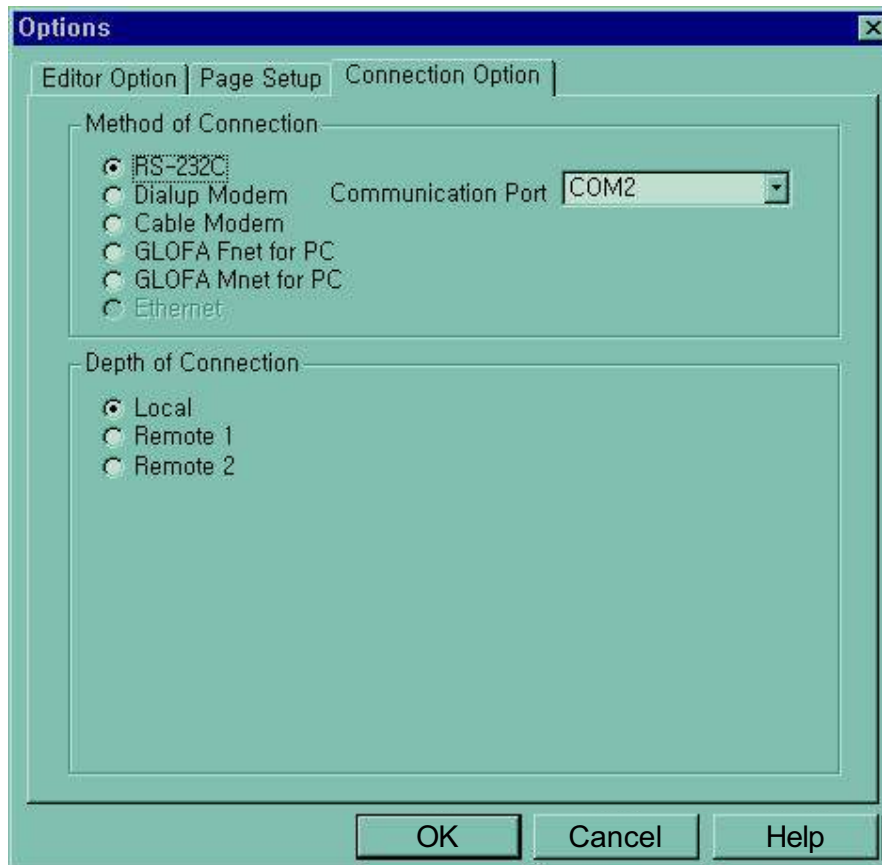 Options
Editor Option Page Setup Connection Option
Method of Connection
RS-232C
Dialup Modem Communication Port COM2
Cable Modem
GLOFA Fnet for PC
GLOFA Mnet for PC
Ethernet
Depth of Connection
Local
Remote 1
Remote 2
OK Cancel Help